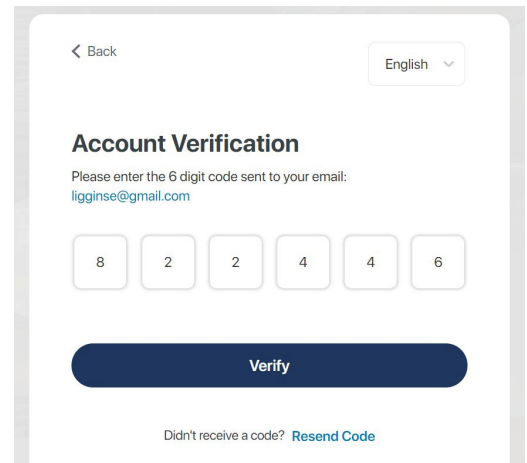 Back
English
Account Verification
Please enter the 6 digit code sent to your email:
ligginse@gmail.com
8 2 2 4 4 6
Verify
Didn't receive a code? Resend Code